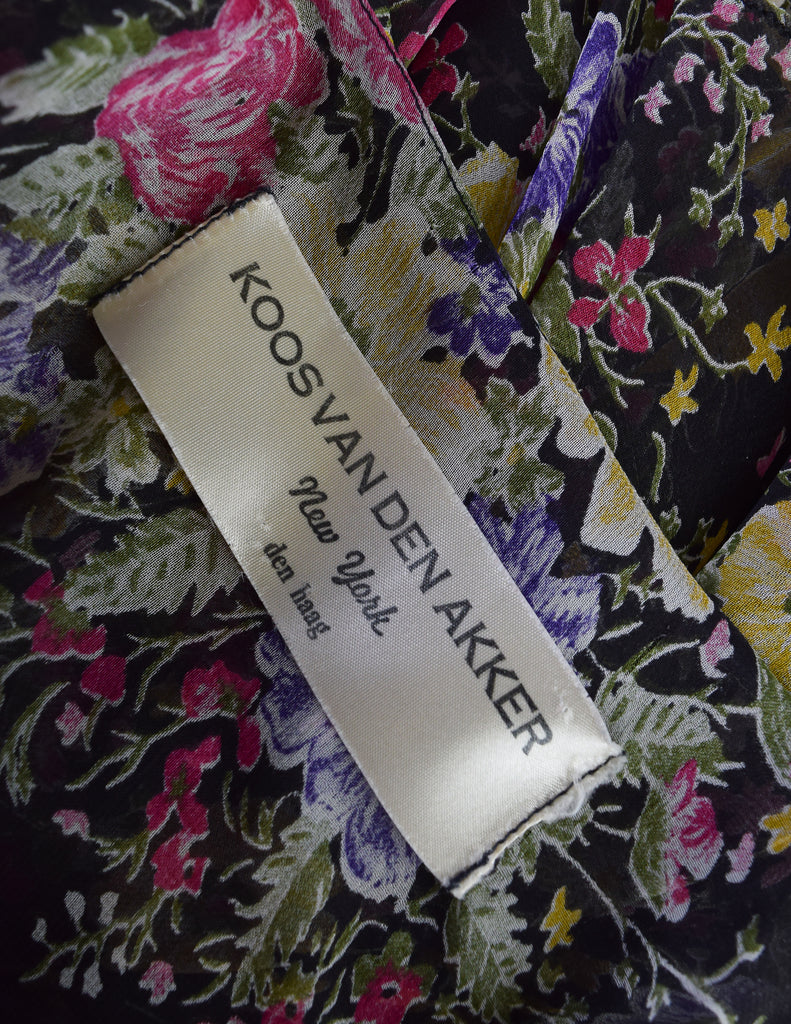 KOOS VAN DEN AKKER
New York
den haag